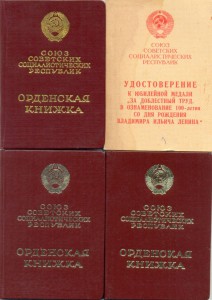 СОЮЗ
СОВЕТСКИХ
СОЦИАЛИСТИЧЕСКИХ
РЕСПУБЛИК
ОРДЕНСКАЯ
КНИЖКА
СОЮЗ
СОВЕТСКИХ
СОЦИАЛИСТИЧЕСКИХ
РЕСПУБЛИК
УДОСТОВЕРЕНИЕ
К ЮБИЛЕЙНОЙ МЕДАЛИ
„ЗА ДОБЛЕСТНЫЙ ТРУД.
В ОЗНАМЕНОВАНИЕ 100-летия
СО ДНЯ РОЖДЕНИЯ
ВЛАДИМИРА ИЛЬИЧА ЛЕНИНА“
СОЮЗ
СОВЕТСКИХ
СОЦИАЛИСТИЧЕСКИХ
РЕСПУБЛИК
ОРДЕНСКАЯ
КНИЖКА
СОЮЗ
СОВЕТСКИХ
СОЦИАЛИСТИЧЕСКИХ
РЕСПУБЛИК
ОРДЕНСКАЯ
КНИЖКА